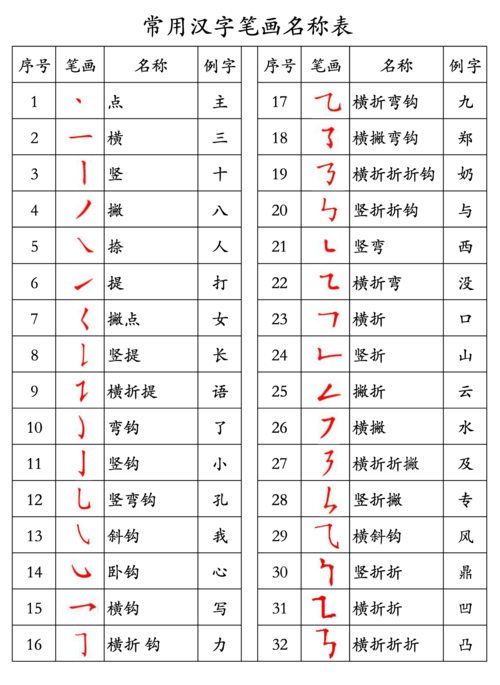 常用汉字笔画名称表
序号 笔画 名称 例字 序号 笔画 名称 例字
1 ㇔ 点 主 17 ㇈ 横折弯钩 九
2 ㇐ 横 三 18 ㇌ 横撇弯钩 郑
3 ㇑ 竖 十 19 ㇡ 横折折折钩 奶
4 ㇓ 撇 八 20 ㇉ 竖折折钩 与
5 ㇏ 捺 人 21 ㇄ 竖弯 西
6 ㇀ 提 打 22 ㇍ 横折弯 没
7 ㇛ 撇点 女 23 ㇕ 横折 口
8 ㇙ 竖提 长 24 ㇗ 竖折 山
9 ㇊ 横折提 语 25 ㇜ 撇折 云
10 ㇁ 弯钩 了 26 ㇇ 横撇 水
11 ㇚ 竖钩 小 27 ㇋ 横折折撇 及
12 ㇟ 竖弯钩 孔 28 ㇞ 竖折撇 专
13 ㇂ 斜钩 我 29 ⺄ 横斜钩 风
14 ㇃ 卧钩 心 30 ㇞ 竖折折 鼎
15 ㇖ 横钩 写 31 ㇅ 横折折 凹
16 ㇆ 横折 钩 力 32 ㇎ 横折折折 凸